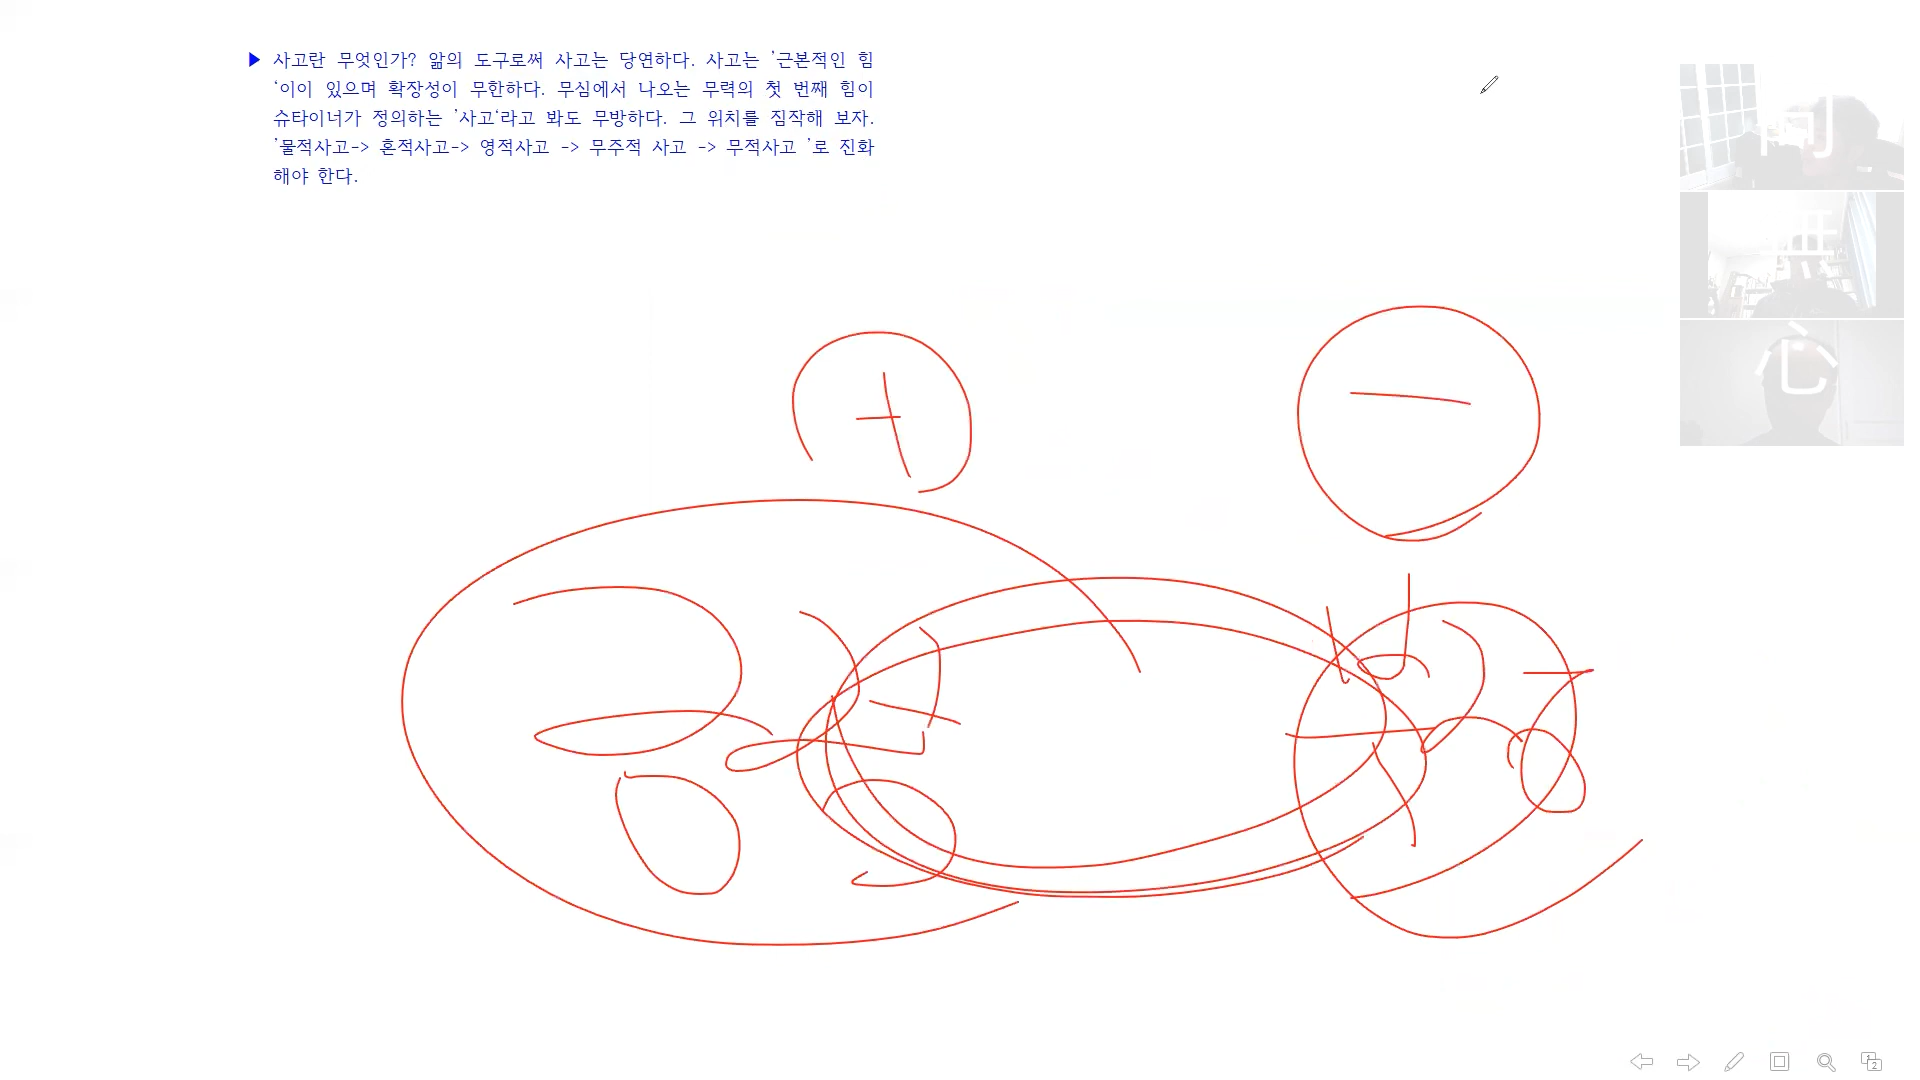 ▶ 사고란 무엇인가? 앎의 도구로써 사고는 당연하다. 사고는 ’근본적인 힘
‘이이 있으며 확장성이 무한하다. 무심에서 나오는 무력의 첫 번째 힘이
슈타이너가 정의하는 ’사고‘라고 봐도 무방하다. 그 위치를 짐작해 보자.
’물적사고-> 혼적사고-> 영적사고 -> 무주적 사고 -> 무적사고 ’로 진화
해야 한다.
心
+
−